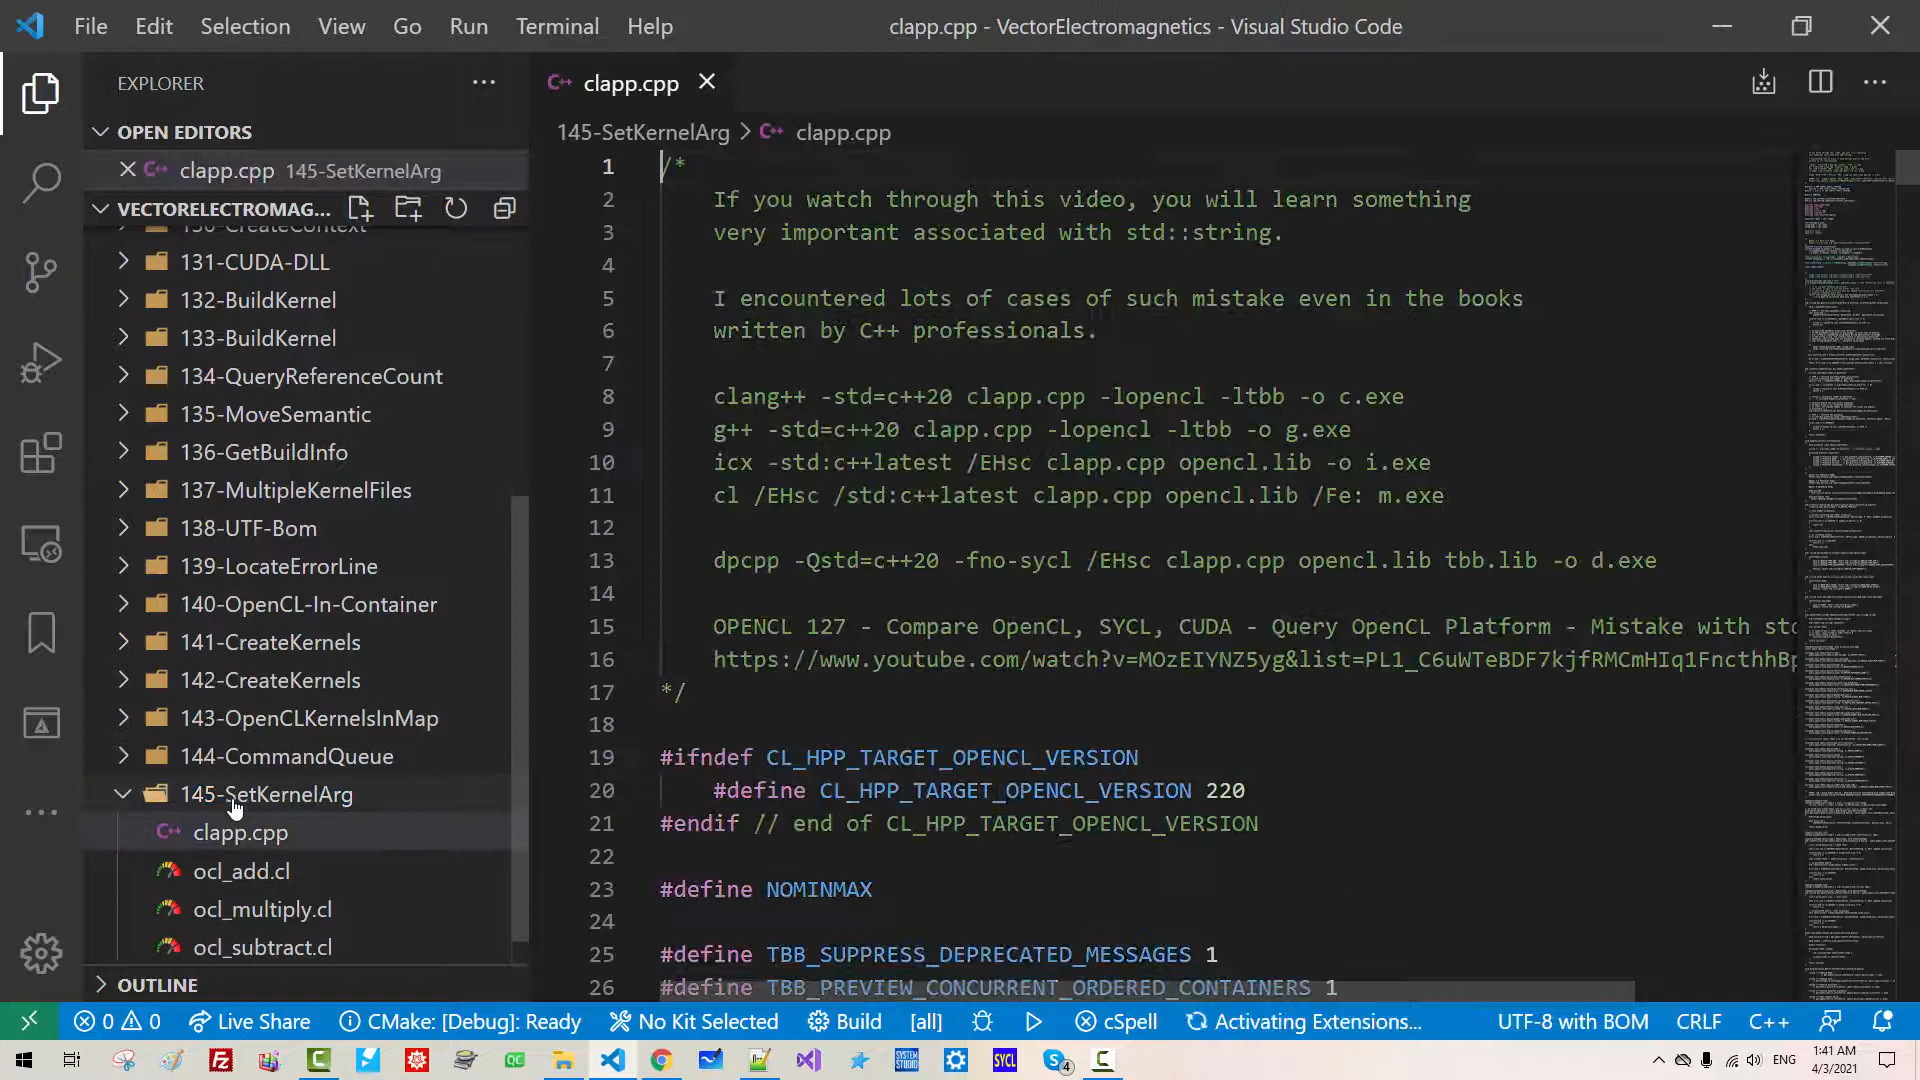 File Edit Selection View Go Run Terminal Help
clapp.cpp - VectorElectromagnetics - Visual Studio Code
EXPLORER
OPEN EDITORS
clapp.cpp 145-SetKernelArg
VECTORELECTROMAG...
130-CreateContext
131-CUDA-DLL
132-BuildKernel
133-BuildKernel
134-QueryReferenceCount
135-MoveSemantic
136-GetBuildInfo
137-MultipleKernelFiles
138-UTF-Bom
139-LocateErrorLine
140-OpenCL-In-Container
141-CreateKernels
142-CreateKernels
143-OpenCLKernelsInMap
144-CommandQueue
145-SetKernelArg
clapp.cpp
ocl_add.cl
ocl_multiply.cl
ocl_subtract.cl
OUTLINE
clapp.cpp
145-SetKernelArg > clapp.cpp
1 /*
2 If you watch through this video, you will learn something
3 very important associated with std::string.
4
5 I encountered lots of cases of such mistake even in the books
6 written by C++ professionals.
7
8 clang++ -std=c++20 clapp.cpp -lopencl -ltbb -o c.exe
9 g++ -std=c++20 clapp.cpp -lopencl -ltbb -o g.exe
10 icx -std:c++latest /EHsc clapp.cpp opencl.lib -o i.exe
11 cl /EHsc /std:c++latest clapp.cpp opencl.lib /Fe: m.exe
12
13 dpcpp -Qstd=c++20 -fno-sycl /EHsc clapp.cpp opencl.lib tbb.lib -o d.exe
14
15 OPENCL 127 - Compare OpenCL, SYCL, CUDA - Query OpenCL Platform - Mistake with st
16 https://www.youtube.com/watch?v=MOzEIYNZ5yg&list=PL1_C6uWTeBDF7kjfRMCmHIq1FncthhB
17 */
18
19 #ifndef CL_HPP_TARGET_OPENCL_VERSION
20 #define CL_HPP_TARGET_OPENCL_VERSION 220
21 #endif // end of CL_HPP_TARGET_OPENCL_VERSION
22
23 #define NOMINMAX
24
25 #define TBB_SUPPRESS_DEPRECATED_MESSAGES 1
26 #define TBB_PREVIEW_CONCURRENT_ORDERED_CONTAINERS 1
0 0 Live Share CMake: [Debug]: Ready No Kit Selected Build [all] cSpell Activating Extensions... UTF-8 with BOM CRLF C++
QC SYSTEM STUDIO SYCL 4 ENG
1:41 AM
4/3/2021